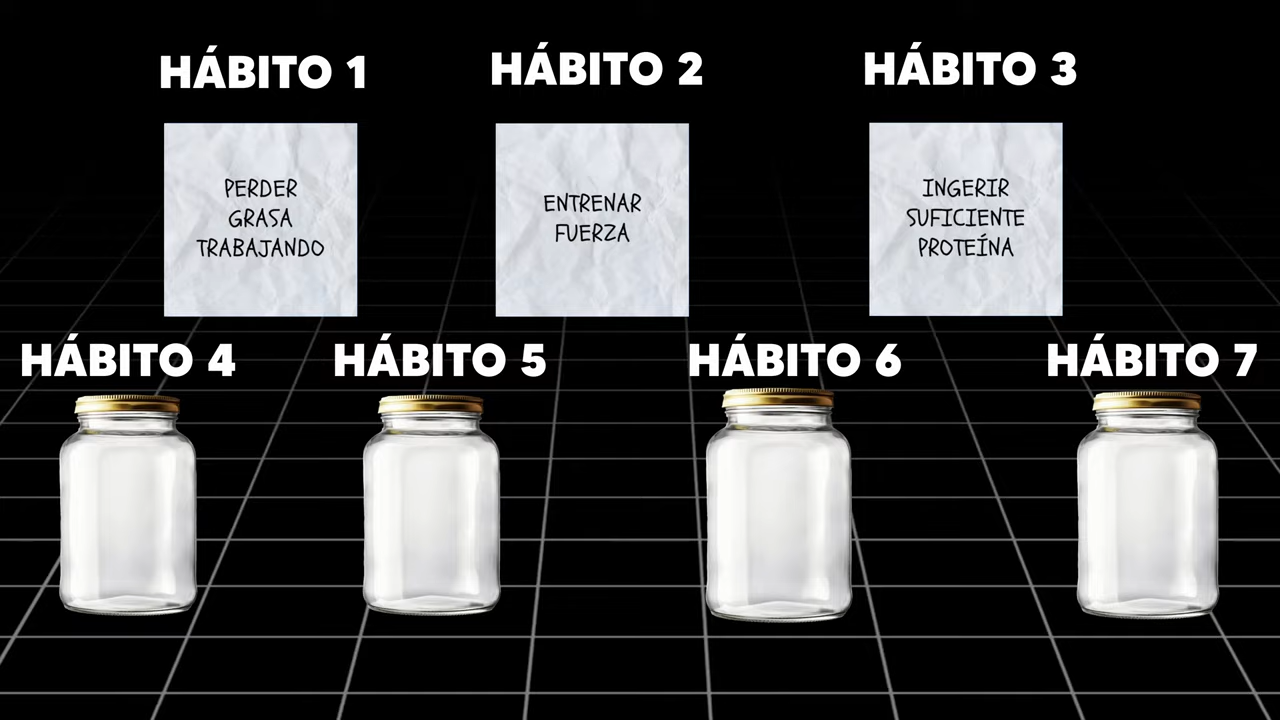 HÁBITO 1
HÁBITO 2
HÁBITO 3
PERDER
GRASA
TRABAJANDO
ENTRENAR
FUERZA
INGERIR
SUFICIENTE
PROTEÍNA
HÁBITO 4
HÁBITO 5
HÁBITO 6
HÁBITO 7